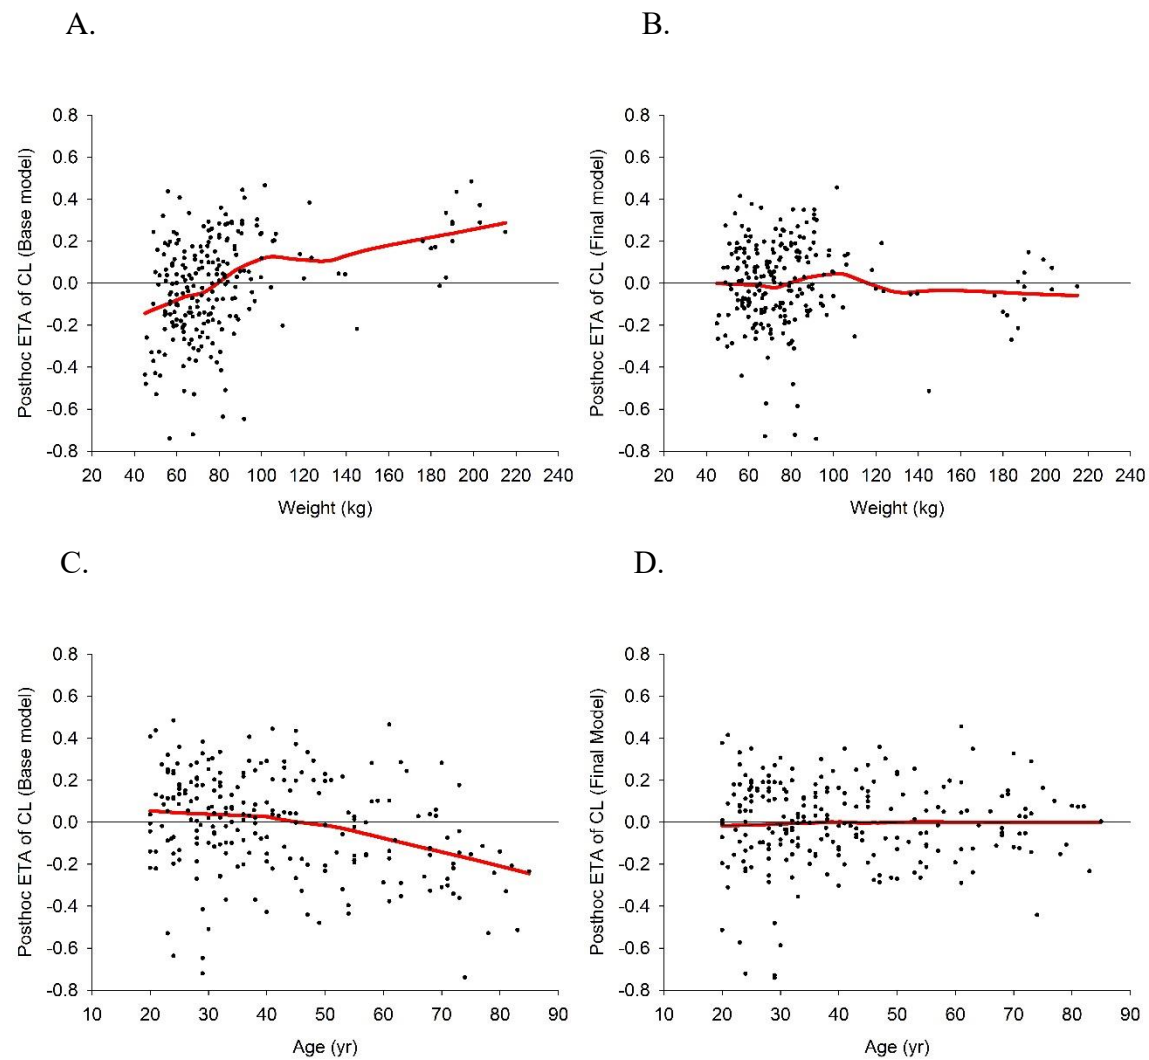 A.
B.
0.8
0.6
0.4
0.2
0.0
-0.2
-0.4
-0.6
-0.8
Posthoc ETA of CL (Base model)
20 40 60 80 100 120 140 160 180 200 220 240
Weight (kg)
0.8
0.6
0.4
0.2
0.0
-0.2
-0.4
-0.6
-0.8
Posthoc ETA of CL (Final model)
20 40 60 80 100 120 140 160 180 200 220 240
Weight (kg)
C.
D.
0.8
0.6
0.4
0.2
0.0
-0.2
-0.4
-0.6
-0.8
Posthoc ETA of CL (Base model)
10 20 30 40 50 60 70 80 90
Age (yr)
0.8
0.6
0.4
0.2
0.0
-0.2
-0.4
-0.6
-0.8
Posthoc ETA of CL (Final Model)
10 20 30 40 50 60 70 80 90
Age (yr)